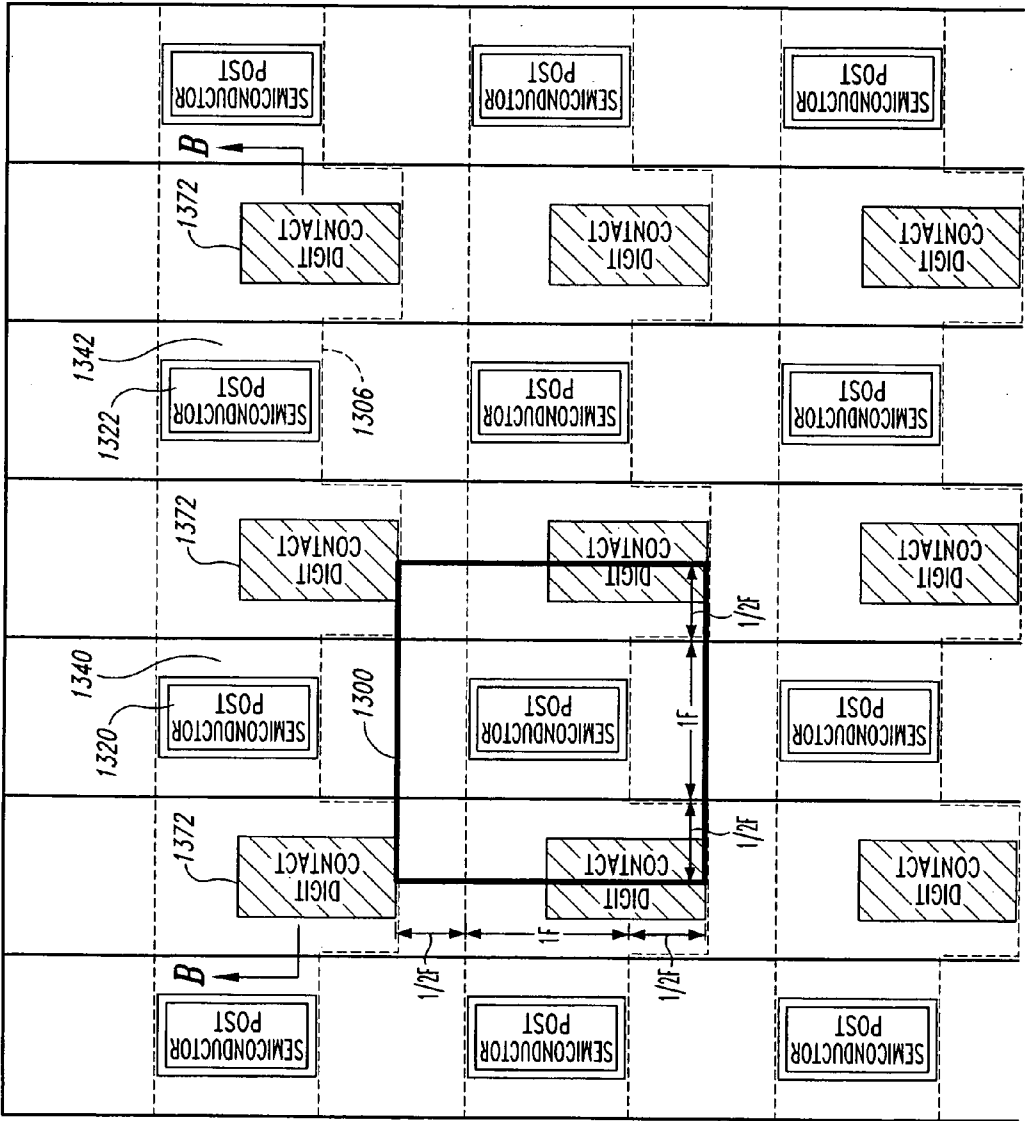 SEMICONDUCTOR
POST
B
1372
1320
1340
1372
1322
1342
1372
B
SEMICONDUCTOR
POST
SEMICONDUCTOR
POST
SEMICONDUCTOR
POST
SEMICONDUCTOR
POST
DIGIT
CONTACT
DIGIT
CONTACT
DIGIT
CONTACT
1300
1306
1/2F
1F
1/2F
SEMICONDUCTOR
POST
SEMICONDUCTOR
POST
SEMICONDUCTOR
POST
SEMICONDUCTOR
POST
DIGIT
CONTACT
DIGIT
CONTACT
DIGIT
CONTACT
1/2F
1F
1/2F
SEMICONDUCTOR
POST
SEMICONDUCTOR
POST
SEMICONDUCTOR
POST
DIGIT
CONTACT
DIGIT
CONTACT
DIGIT
CONTACT